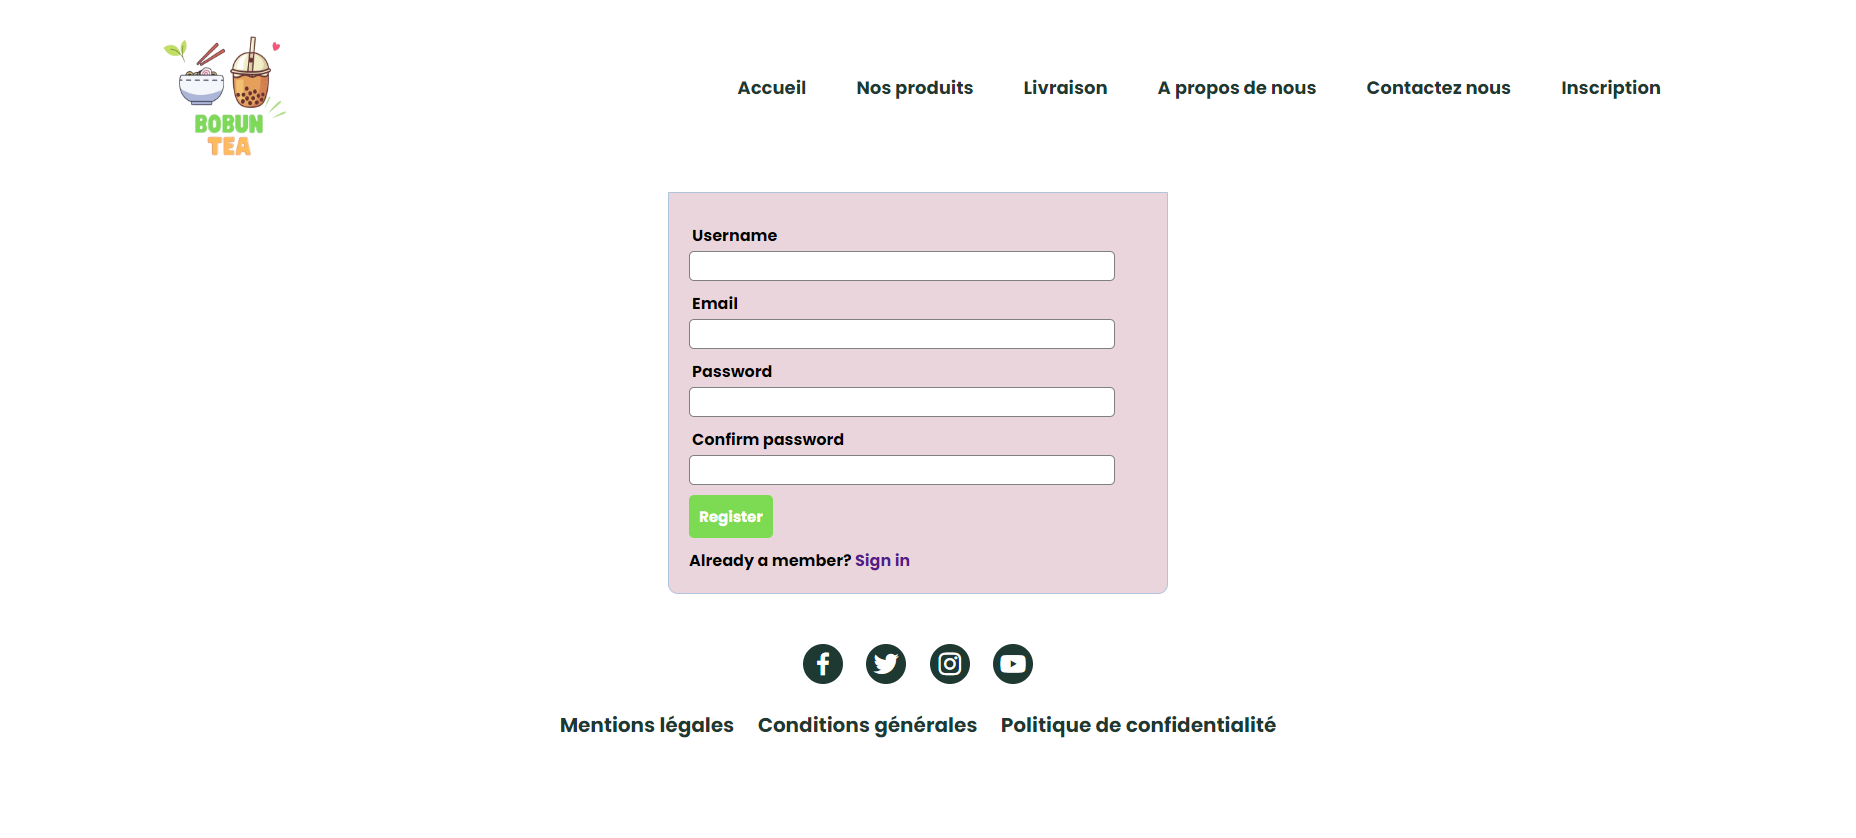 BOBUN
TEA
Accueil Nos produits Livraison A propos de nous Contactez nous Inscription
Username
Email
Password
Confirm password
Register
Already a member? Sign in
Mentions légales Conditions générales Politique de confidentialité